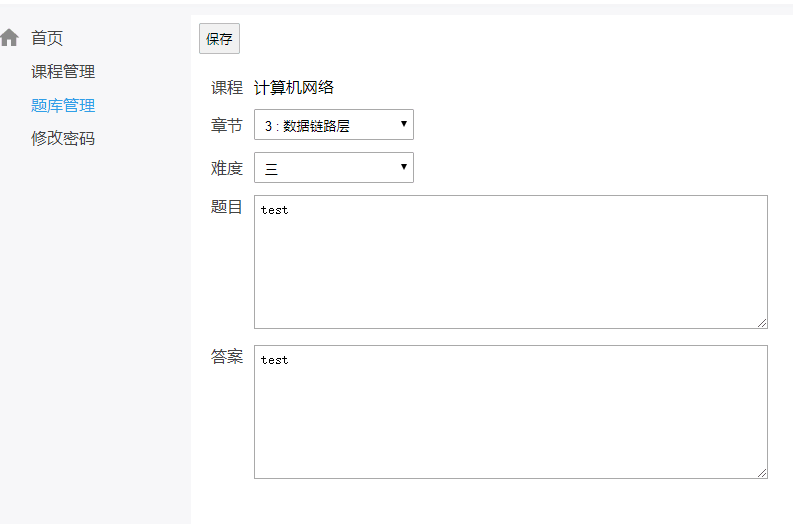 首页
课程管理
题库管理
修改密码
保存
课程 计算机网络
章节 3 : 数据链路层
难度 三
题目 test
答案 test